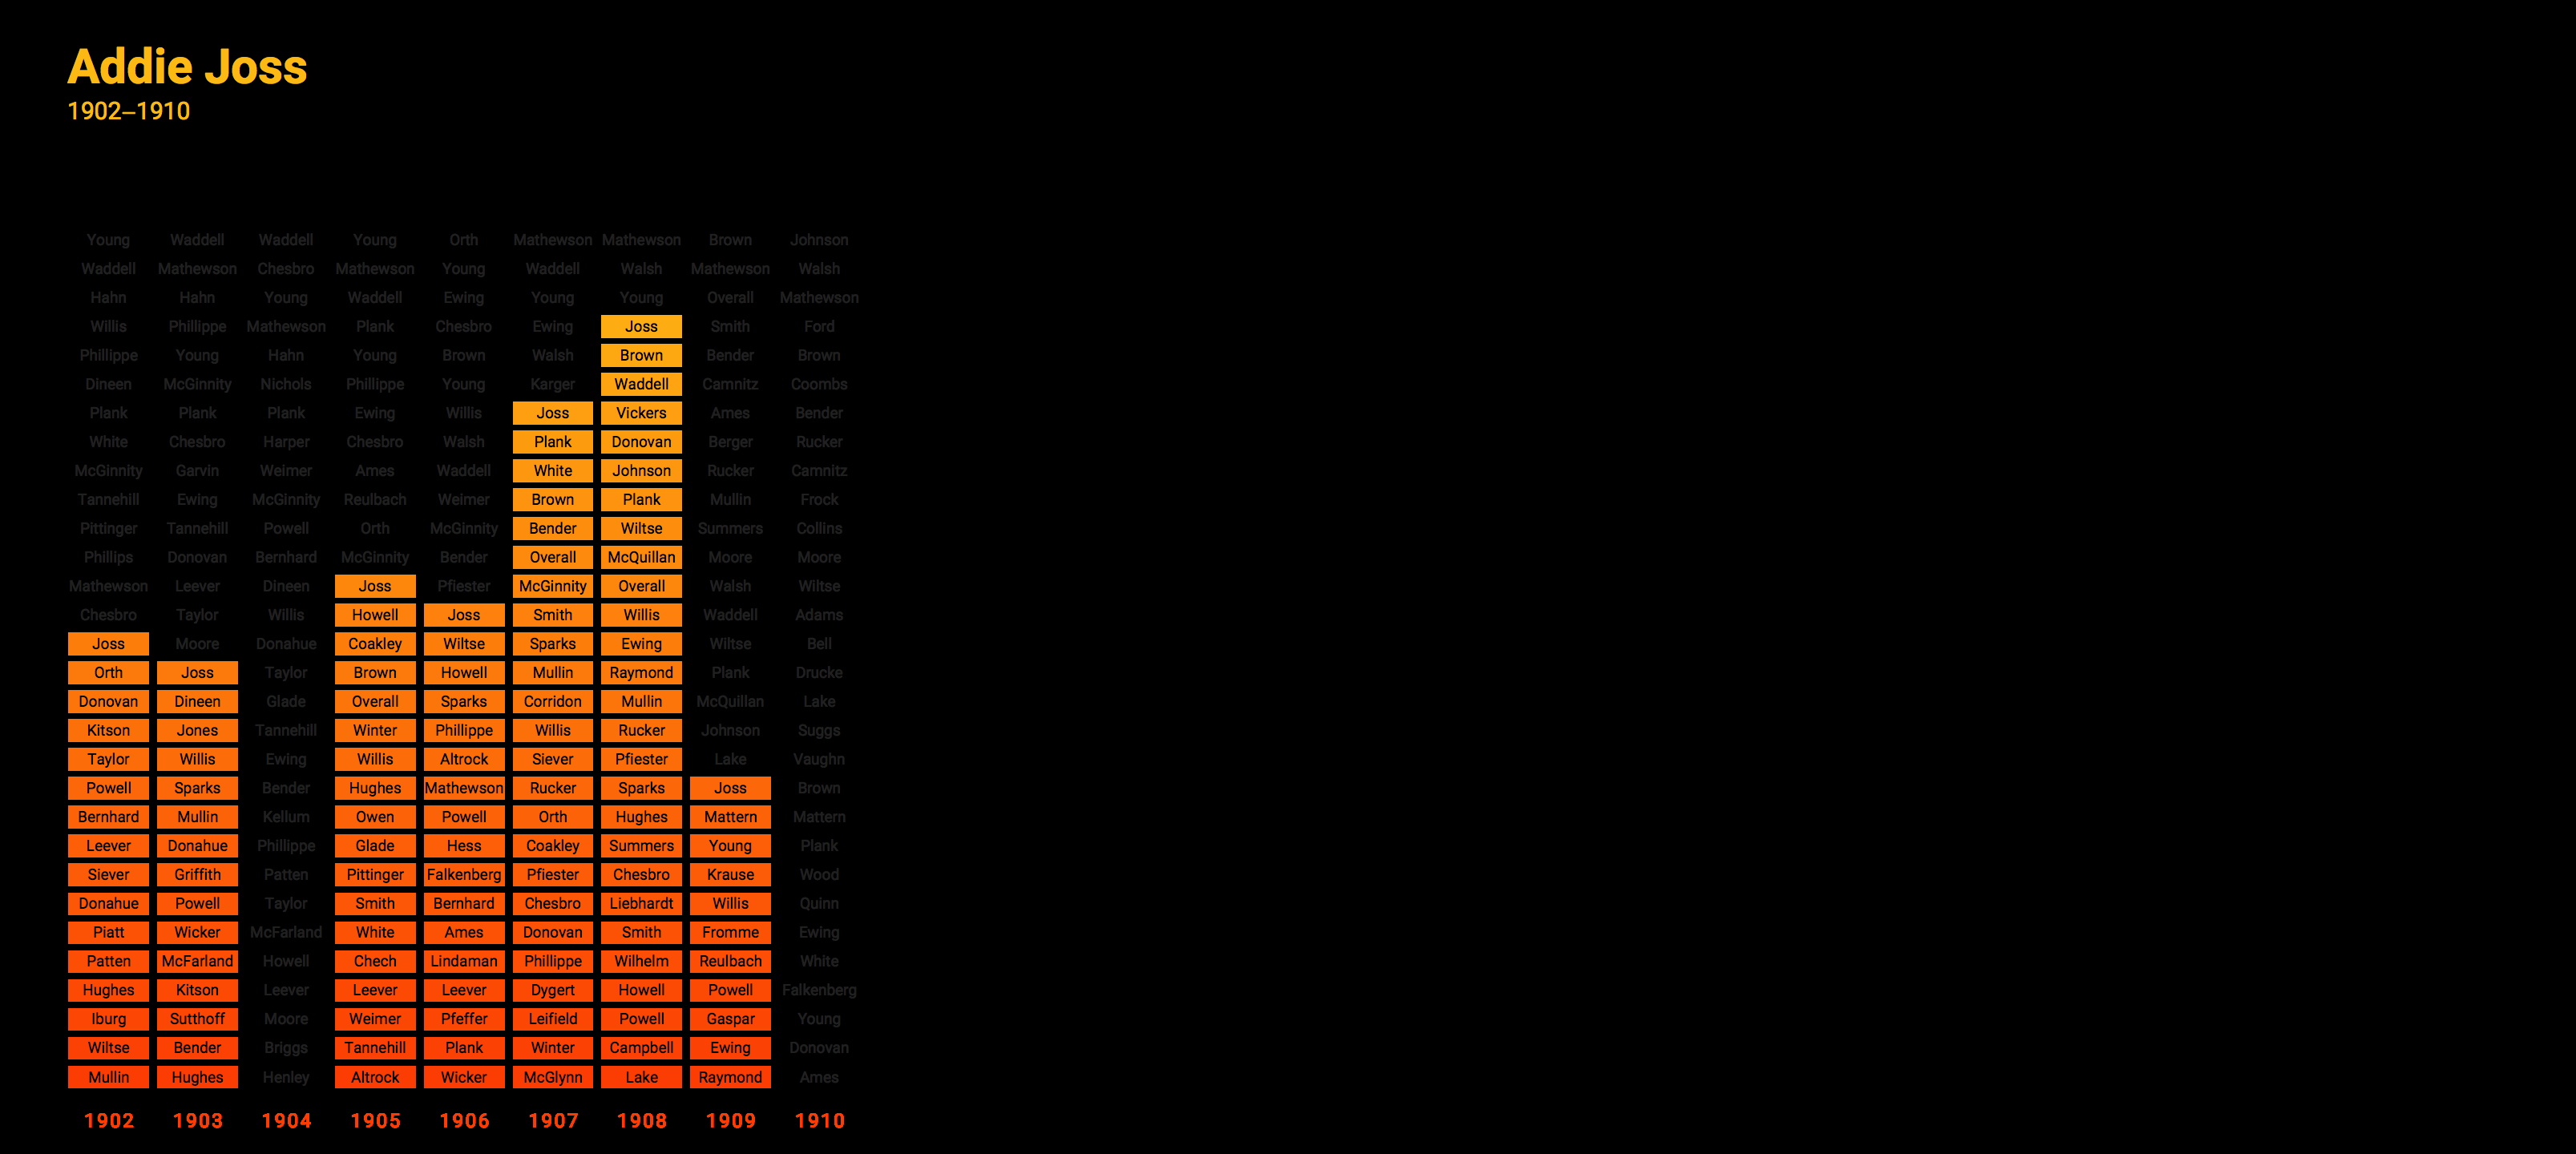 Addie Joss
1902–1910
Young Waddell Waddell Young Orth Mathewson Mathewson Brown Johnson
Waddell Mathewson Chesbro Mathewson Young Waddell Walsh Mathewson Walsh
Hahn Hahn Young Waddell Ewing Young Young Overall Mathewson
Willis Phillippe Mathewson Plank Chesbro Ewing Joss Smith Ford
Phillippe Young Hahn Young Brown Walsh Brown Bender Brown
Dineen McGinnity Nichols Phillippe Young Karger Waddell Camnitz Coombs
Plank Plank Plank Ewing Willis Joss Vickers Ames Bender
White Chesbro Harper Chesbro Walsh Plank Donovan Berger Rucker
McGinnity Garvin Weimer Ames Waddell White Johnson Rucker Camnitz
Tannehill Ewing McGinnity Reulbach Weimer Brown Plank Mullin Frock
Pittinger Tannehill Powell Orth McGinnity Bender Wiltse Summers Collins
Phillips Donovan Bernhard McGinnity Bender Overall McQuillan Moore Moore
Mathewson Leever Dineen Joss Pfiester McGinnity Overall Walsh Wiltse
Chesbro Taylor Willis Howell Joss Smith Willis Waddell Adams
Joss Moore Donahue Coakley Wiltse Sparks Ewing Wiltse Bell
Orth Joss Taylor Brown Howell Mullin Raymond Plank Drucke
Donovan Dineen Glade Overall Sparks Corridon Mullin McQuillan Lake
Kitson Jones Tannehill Winter Phillippe Willis Rucker Johnson Suggs
Taylor Willis Ewing Willis Altrock Siever Pfiester Lake Vaughn
Powell Sparks Bender Hughes Mathewson Rucker Sparks Joss Brown
Bernhard Mullin Kellum Owen Powell Orth Hughes Mattern Mattern
Leever Donahue Phillippe Glade Hess Coakley Summers Young Plank
Siever Griffith Patten Pittinger Falkenberg Pfiester Chesbro Krause Wood
Donahue Powell Taylor Smith Bernhard Chesbro Liebhardt Willis Quinn
Piatt Wicker McFarland White Ames Donovan Smith Fromme Ewing
Patten McFarland Howell Chech Lindaman Phillippe Wilhelm Reulbach White
Hughes Kitson Leever Leever Leever Dygert Howell Powell Falkenberg
Iburg Sutthoff Moore Weimer Pfeffer Leifield Powell Gaspar Young
Wiltse Bender Briggs Tannehill Plank Winter Campbell Ewing Donovan
Mullin Hughes Henley Altrock Wicker McGlynn Lake Raymond Ames
1902 1903 1904 1905 1906 1907 1908 1909 1910